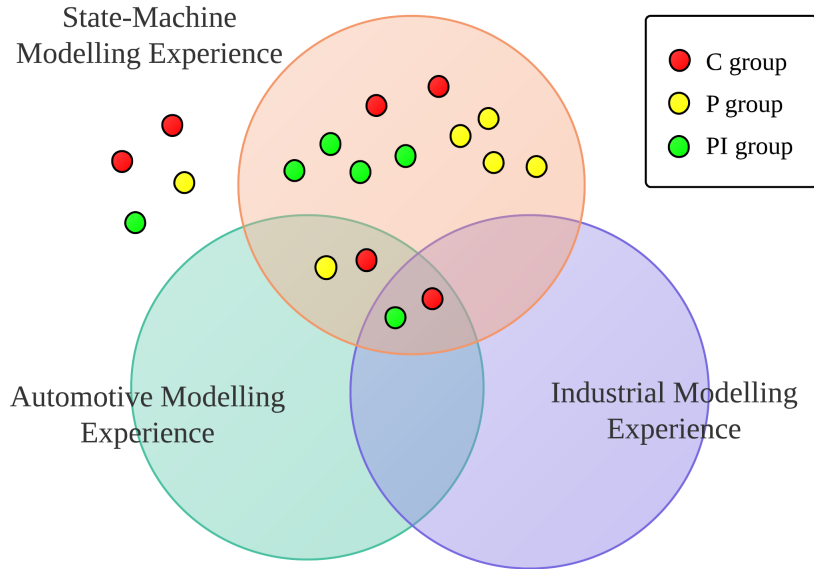 State-Machine
Modelling Experience
C group
P group
PI group
Automotive Modelling
Experience
Industrial Modelling
Experience